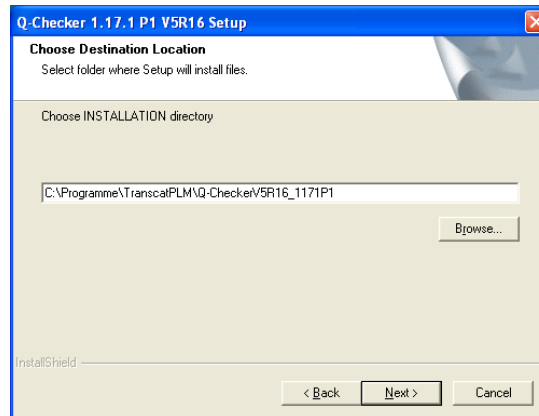 Q-Checker 1.17.1 P1 V5R16 Setup
Choose Destination Location
Select folder where Setup will install files.
Choose INSTALLATION directory
C:\Programme\TranscatPLM\Q-CheckerV5R16_1171P1
Browse...
InstallShield
< Back Next > Cancel